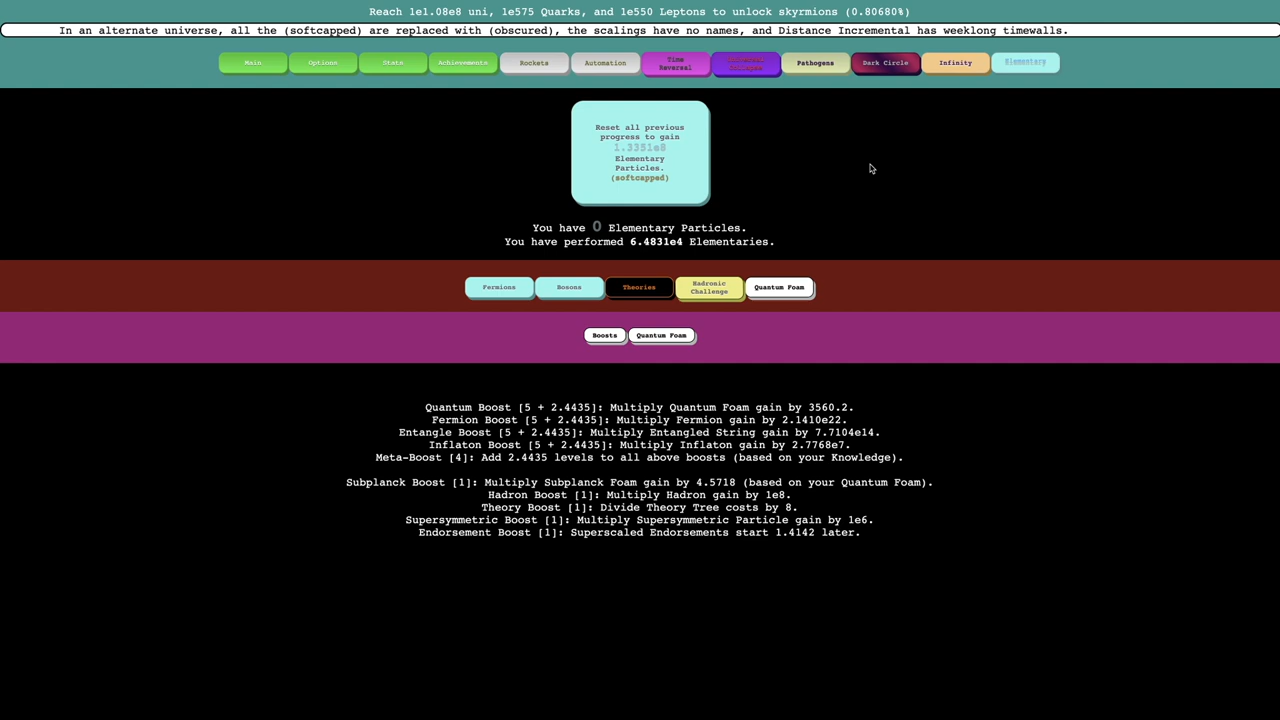 Reach 1e1.08e8 uni, 1e575 Quarks, and 1e550 Leptons to unlock skyrmions (0.80680%)
In an alternate universe, all the (softcapped) are replaced with (obscured), the scalings have no names, and Distance Incremental has weeklong timewalls.
Main
Options
Stats
Achievements
Rockets
Automation
Time
Reversal
Universal
Collapse
Pathogens
Dark Circle
Infinity
Elementary
Reset all previous
progress to gain
1.3351e8
Elementary
Particles.
(softcapped)
You have 0 Elementary Particles.
You have performed 6.4831e4 Elementaries.
Fermions
Bosons
Theories
Hadronic
Challenge
Quantum Foam
Boosts
Quantum Foam
Quantum Boost [5 + 2.4435]: Multiply Quantum Foam gain by 3560.2.
Fermion Boost [5 + 2.4435]: Multiply Fermion gain by 2.1410e22.
Entangle Boost [5 + 2.4435]: Multiply Entangled String gain by 7.7104e14.
Inflaton Boost [5 + 2.4435]: Multiply Inflaton gain by 2.7768e7.
Meta-Boost [4]: Add 2.4435 levels to all above boosts (based on your Knowledge).
Subplanck Boost [1]: Multiply Subplanck Foam gain by 4.5718 (based on your Quantum Foam).
Hadron Boost [1]: Multiply Hadron gain by 1e8.
Theory Boost [1]: Divide Theory Tree costs by 8.
Supersymmetric Boost [1]: Multiply Supersymmetric Particle gain by 1e6.
Endorsement Boost [1]: Superscaled Endorsements start 1.4142 later.